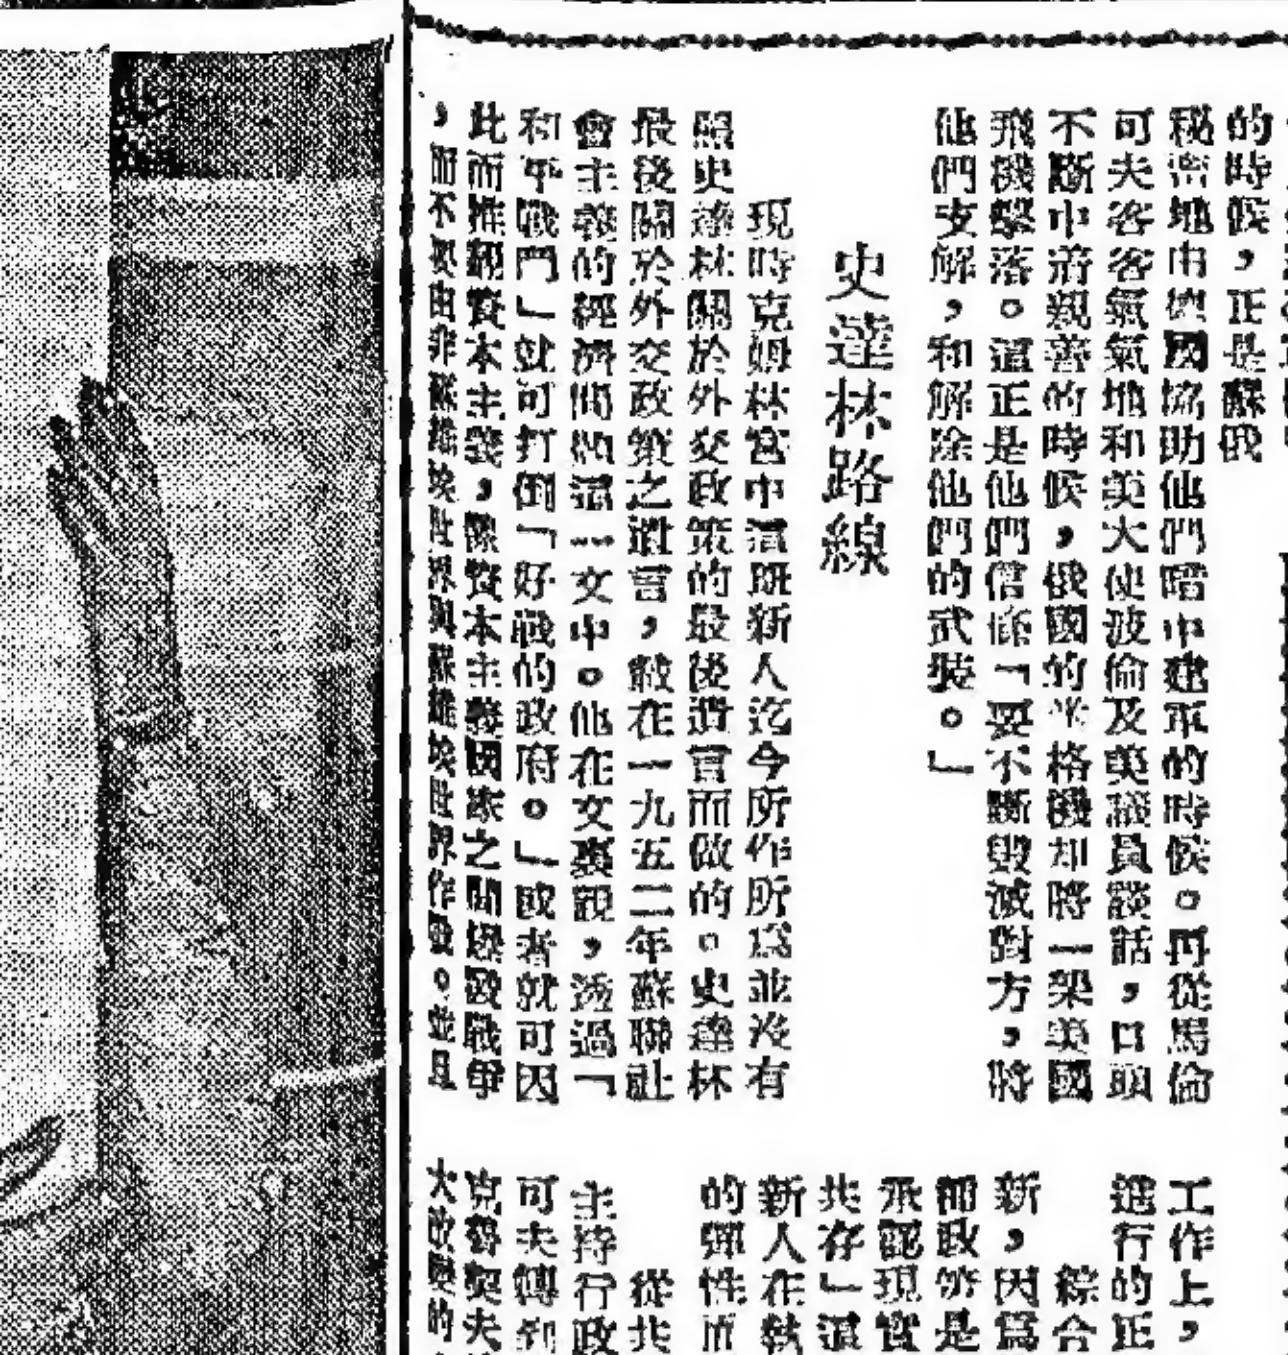 的時候，正是蘇俄
秘密地由德國協助他們暗中建軍的時候。再從馬倫
可夫客客氣氣地和美大使波倫及美議員談話，口頭
不斷中着親善的時候，俄國的米格機却將一架美國
飛機擊落。這正是他們信條「要不斷毀滅對方，將
他們支解，和解除他們的武裝。」
史達林路線
現時克姆林宮中這班新人迄今所作所為並沒有
照史達林關於外交政策的最後遺言而做的。史達林
最後關於外交政策之遺言，載在一九五二年蘇聯社
會主義的經濟問題這一文中。他在文裏說，透過「
和平戰鬥」就可打倒「好戰的政府。」或者就可因
此而推翻資本主義，像資本主義國家之間爆發戰爭
，而不要由非蘇維埃世界與蘇維埃世界作戰。並且
工作上，
進行的正
綜合
新，因為
都政策是
承認現實
共存」這
新人在執
的彈性而
從共
主持行政
可夫轉到
克魯契夫
大改變的